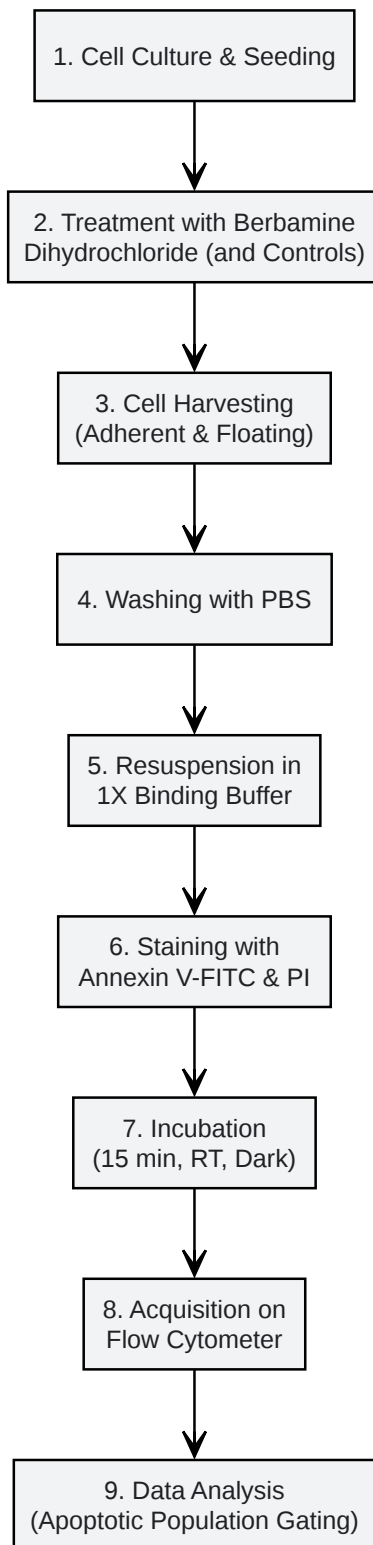 1. Cell Culture & Seeding
2. Treatment with Berbamine
Dihydrochloride (and Controls)
3. Cell Harvesting
(Adherent & Floating)
4. Washing with PBS
5. Resuspension in
1X Binding Buffer
6. Staining with
Annexin V-FITC & PI
7. Incubation
(15 min, RT, Dark)
8. Acquisition on
Flow Cytometer
9. Data Analysis
(Apoptotic Population Gating)